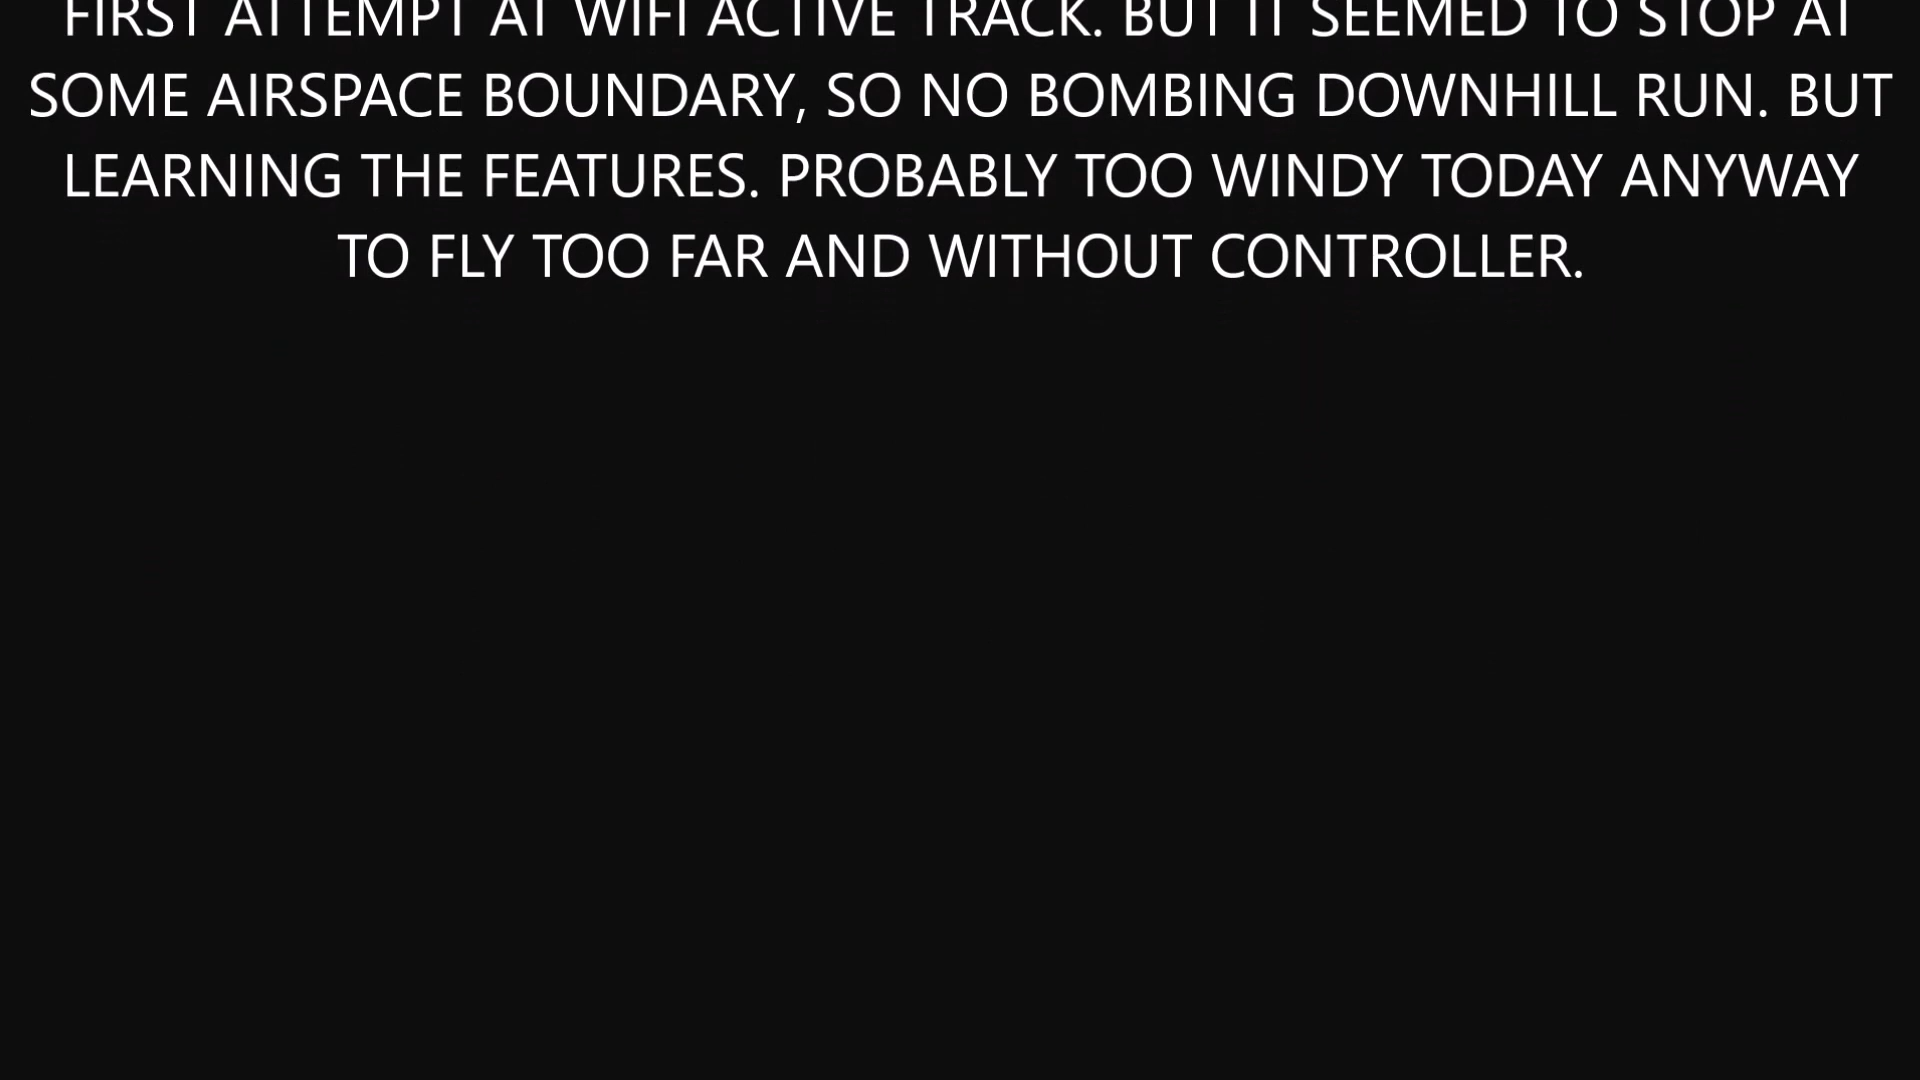 FIRST ATTEMPT AT WIFI ACTIVE TRACK. BUT IT SEEMED TO STOP AT
SOME AIRSPACE BOUNDARY, SO NO BOMBING DOWNHILL RUN. BUT
LEARNING THE FEATURES. PROBABLY TOO WINDY TODAY ANYWAY
TO FLY TOO FAR AND WITHOUT CONTROLLER.